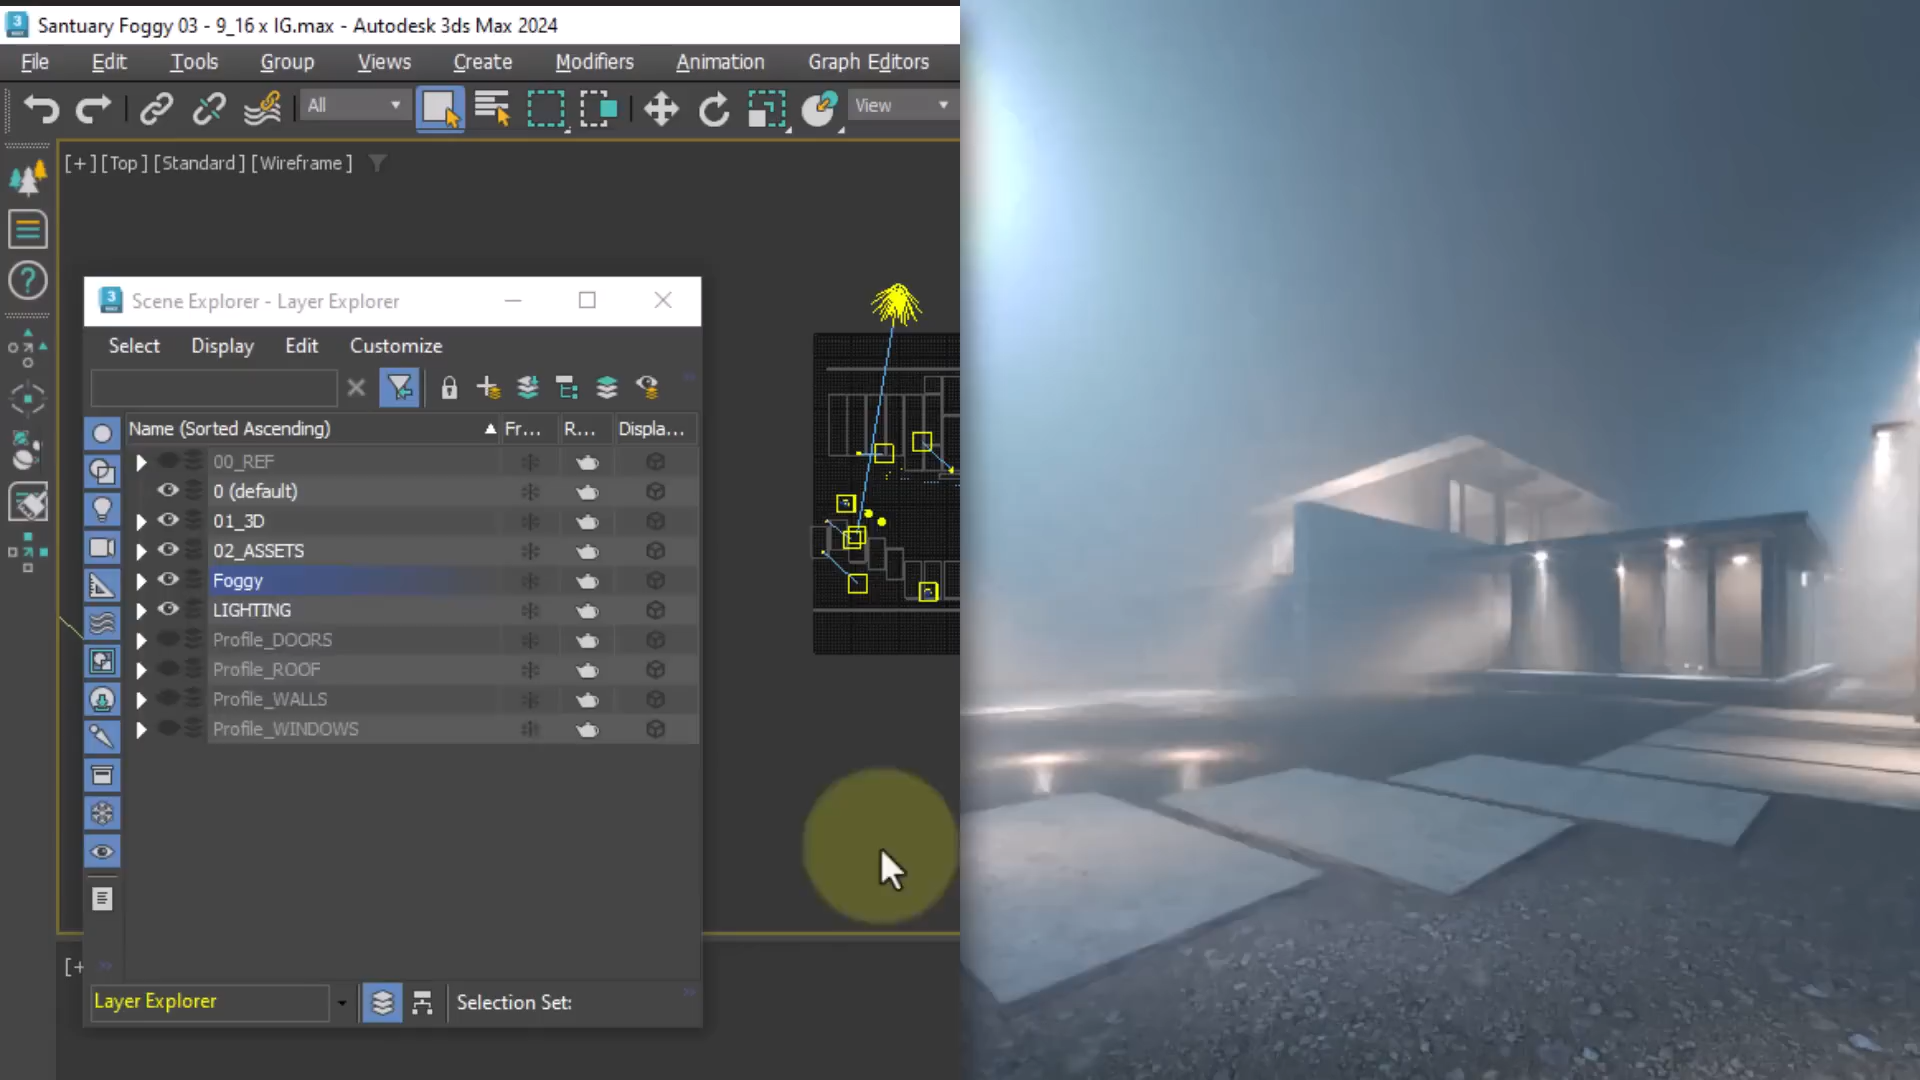 Santuary Foggy 03 - 9_16 x IG.max - Autodesk 3ds Max 2024
File Edit Tools Group Views Create Modifiers Animation Graph Editors
All View
[+] [Top] [Standard] [Wireframe]
Scene Explorer - Layer Explorer
Select Display Edit Customize
Name (Sorted Ascending) Fr... R... Displa...
00_REF
0 (default)
01_3D
02_ASSETS
Foggy
LIGHTING
Profile_DOORS
Profile_ROOF
Profile_WALLS
Profile_WINDOWS
[+
Layer Explorer Selection Set: